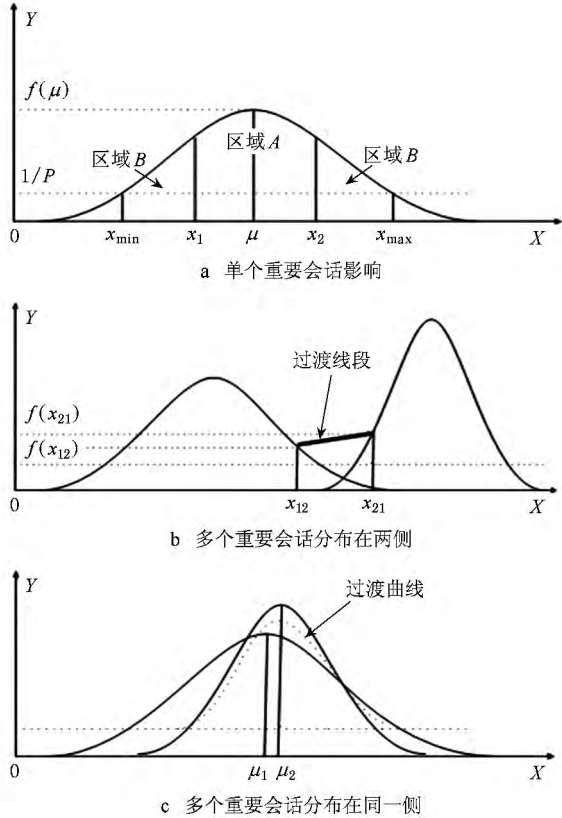 Y
f(μ)
区域A
区域B
区域B
1/P
0
x_min
x_1
μ
x_2
x_max
X
a 单个重要会话影响
Y
过渡线段
f(x_21)
f(x_12)
0
x_12
x_21
X
b 多个重要会话分布在两侧
Y
过渡曲线
0
μ_1
μ_2
X
c 多个重要会话分布在同一侧